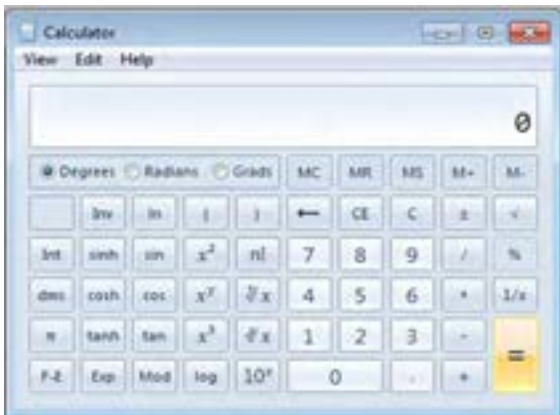 Calculator
View Edit Help
0
Degrees Radians Grads MC MR MS M+ M-
Inv ln ( ) ← CE C ± √
Int sinh sin x² n! 7 8 9 / %
dms cosh cos xʸ ʸ√x 4 5 6 * 1/x
π tanh tan x³ ³√x 1 2 3 - =
F-E Exp Mod log 10ˣ 0 . +